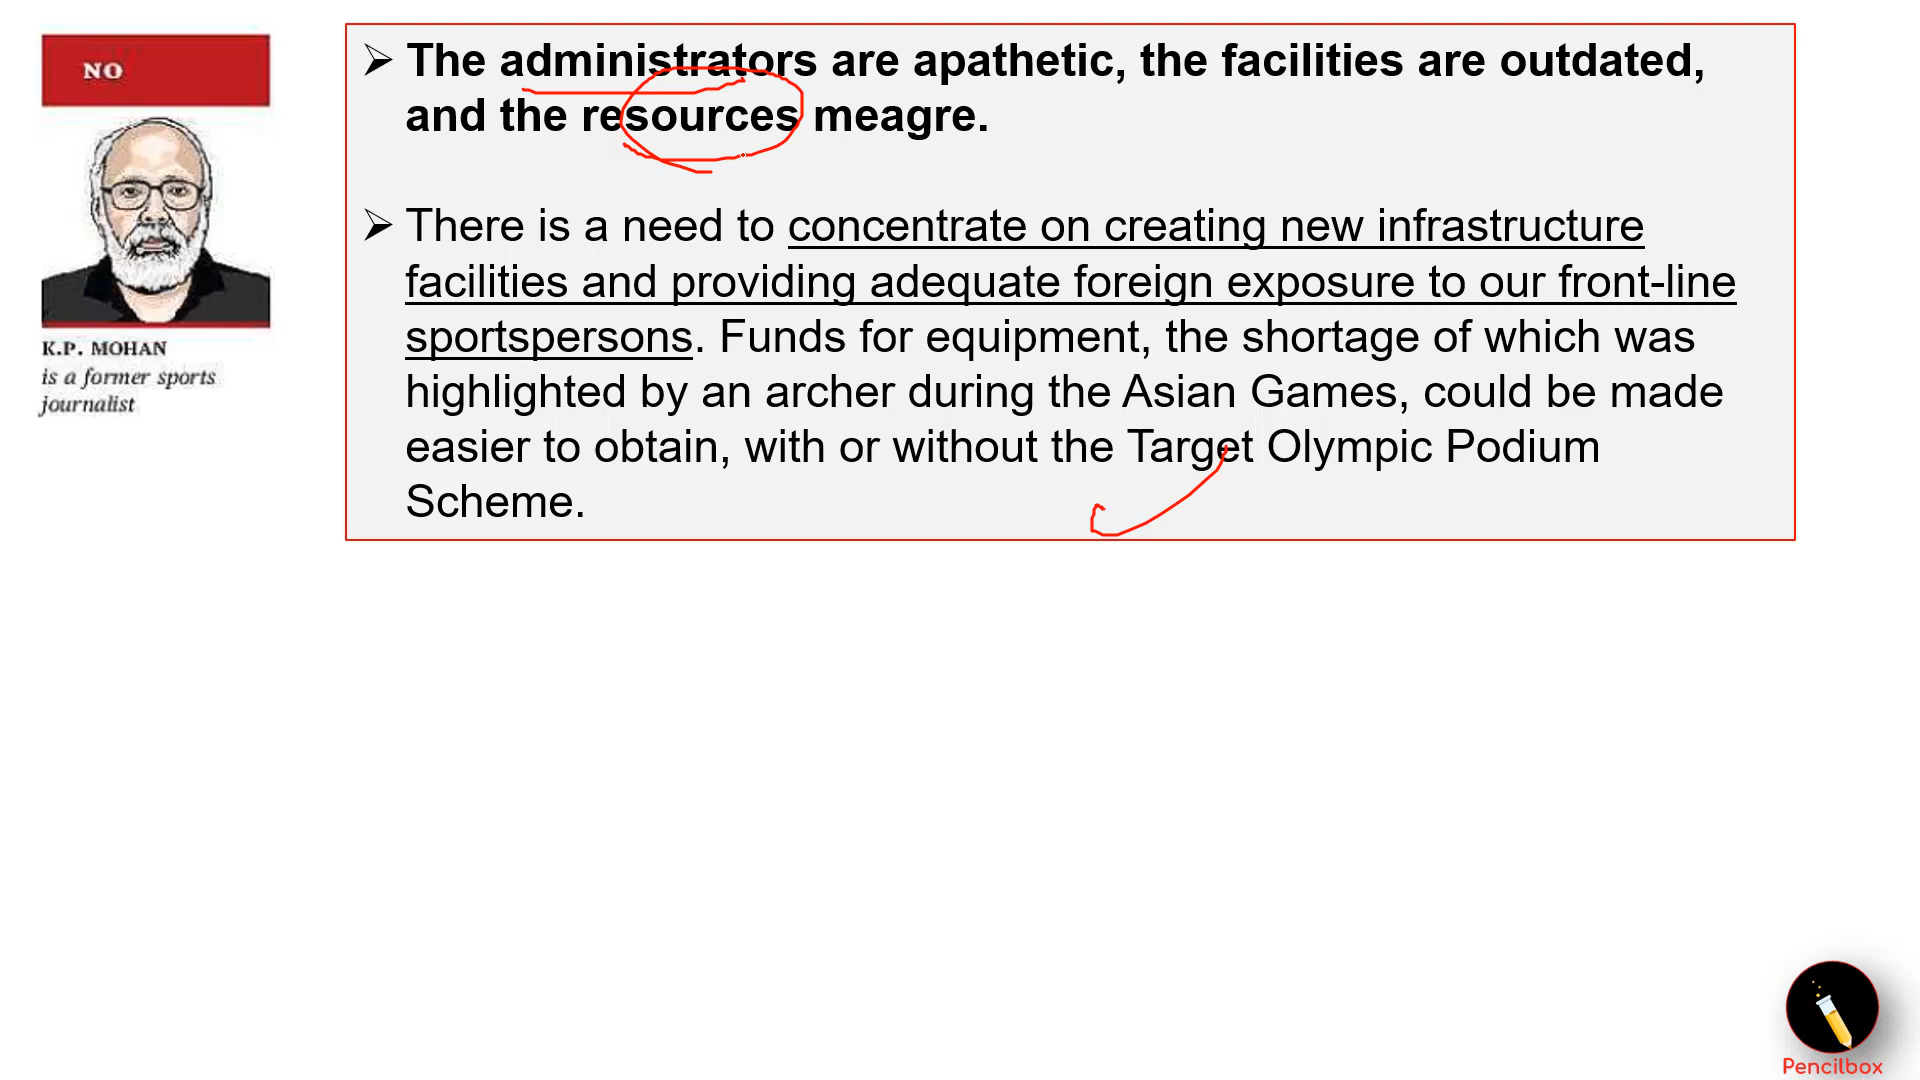 NO
K.P. MOHAN
is a former sports
journalist
The administrators are apathetic, the facilities are outdated,
and the resources meagre.
There is a need to concentrate on creating new infrastructure
facilities and providing adequate foreign exposure to our front-line
sportspersons. Funds for equipment, the shortage of which was
highlighted by an archer during the Asian Games, could be made
easier to obtain, with or without the Target Olympic Podium
Scheme.
Pencilbox